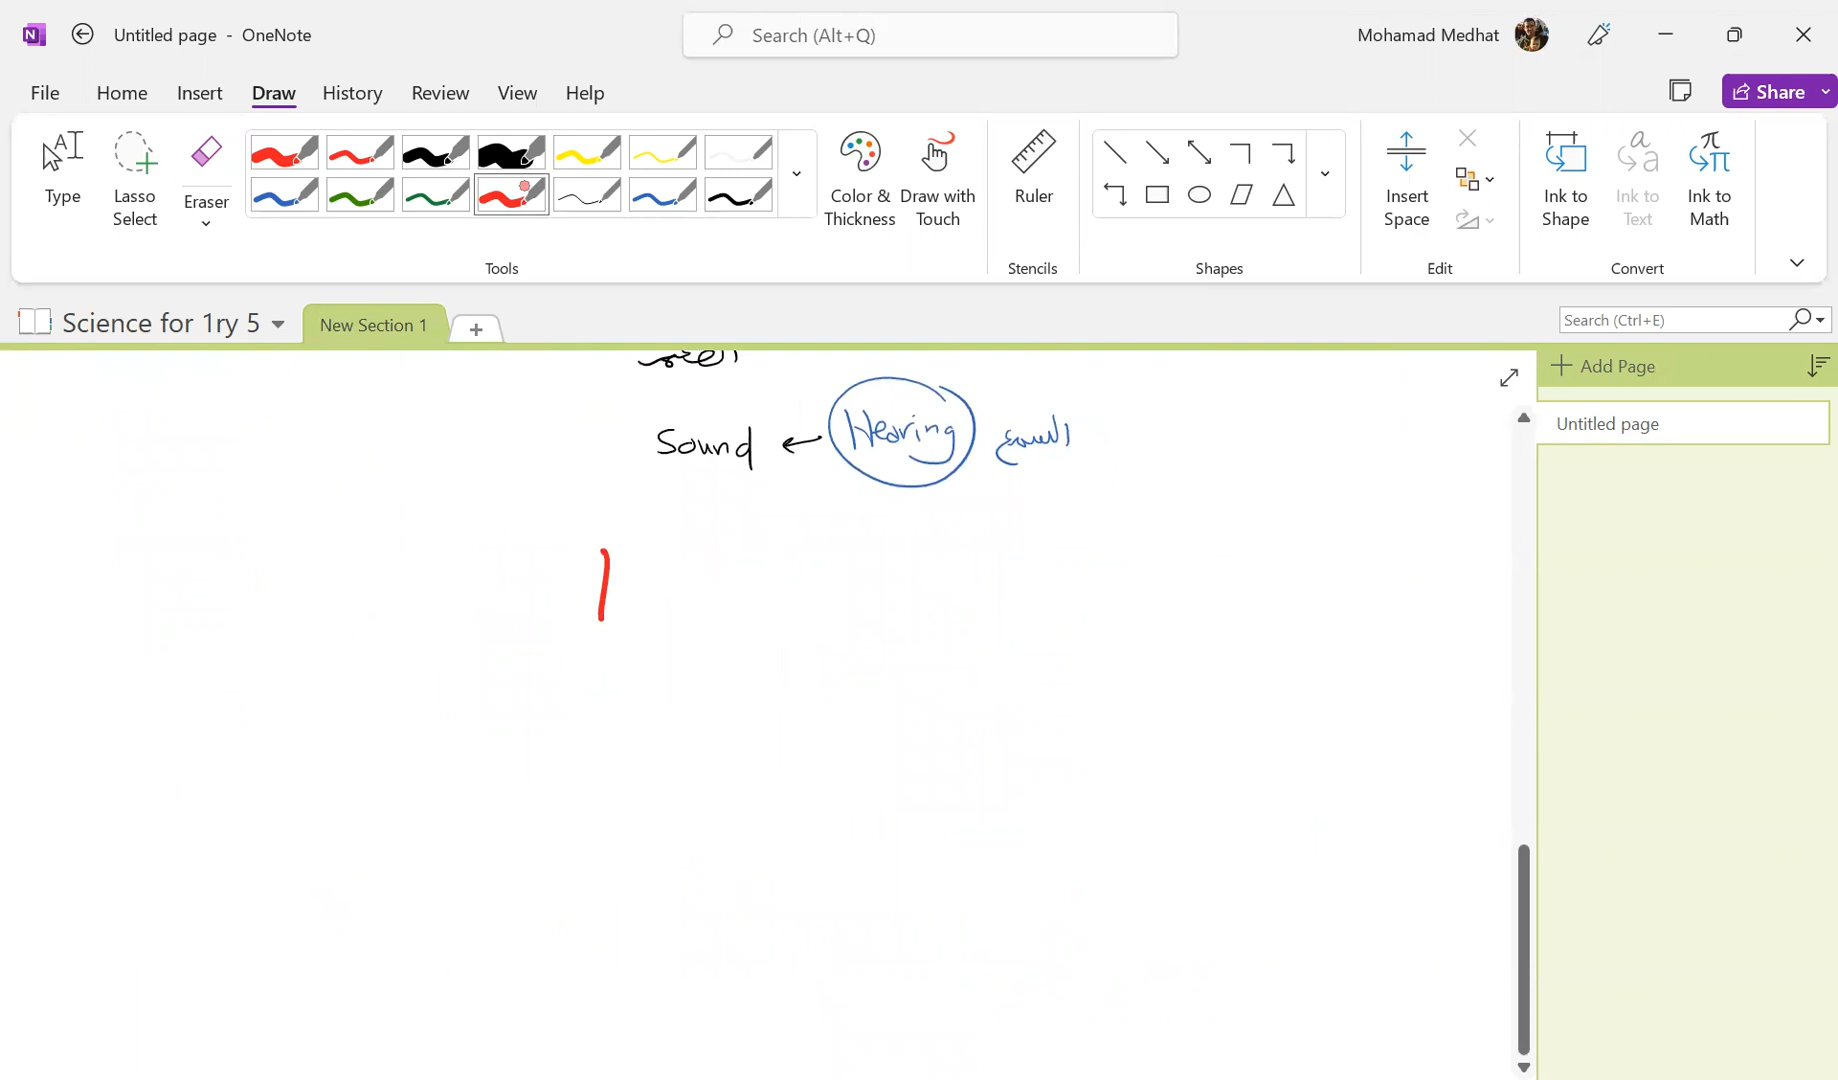 Untitled page - OneNote
Search (Alt+Q)
Mohamad Medhat
File Home Insert Draw History Review View Help
Share
Type
Lasso Select
Eraser
Color & Thickness
Draw with Touch
Tools
Ruler
Stencils
Shapes
Insert Space
Edit
Ink to Shape
Ink to Text
Ink to Math
Convert
Science for 1ry 5
New Section 1
Search (Ctrl+E)
Add Page
Untitled page
Sound ← Hearing